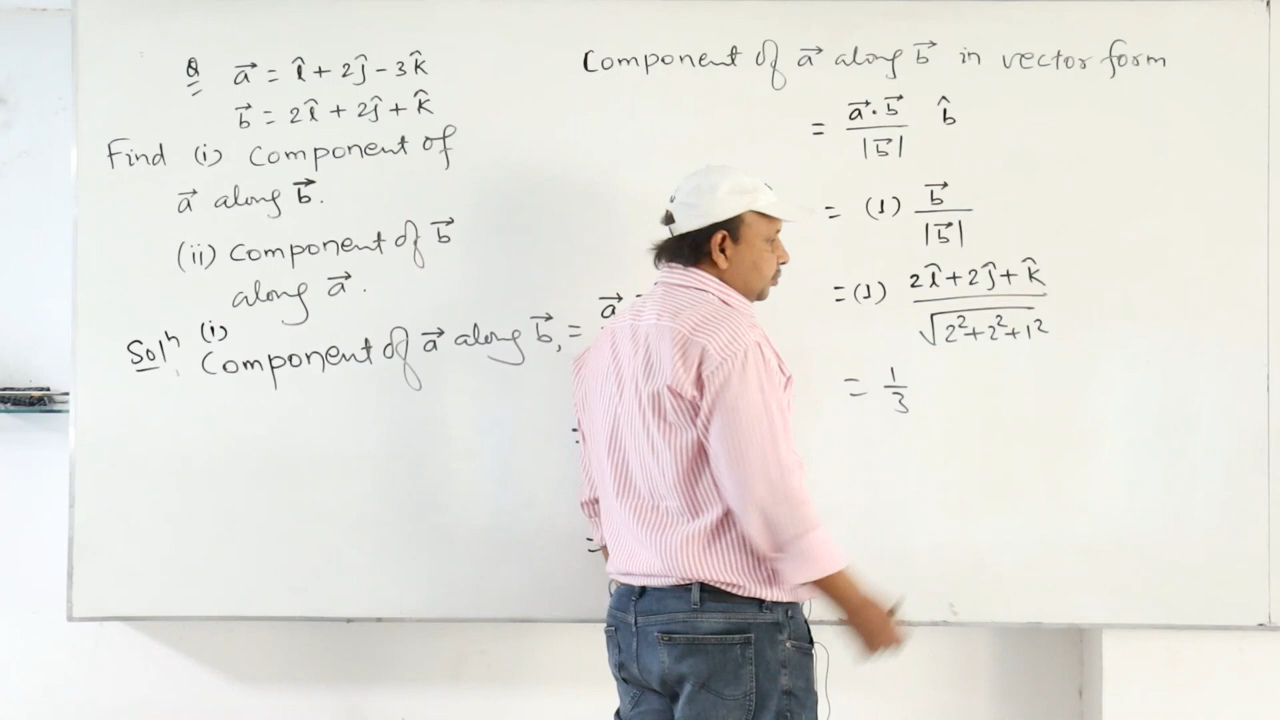 Q a⃗ = î + 2ĵ - 3k̂
b⃗ = 2î + 2ĵ + k̂
Find (i) Component of
a⃗ along b⃗.
(ii) Component of b⃗
along a⃗.
Solⁿ. (i)
Component of a⃗ along b⃗, = a⃗
=
=
Component of a⃗ along b⃗ in vector form
= a⃗·b⃗/|b⃗| b̂
= (1) b⃗/|b⃗|
= (1) 2î+2ĵ+k̂/√2²+2²+1²
= 1/3